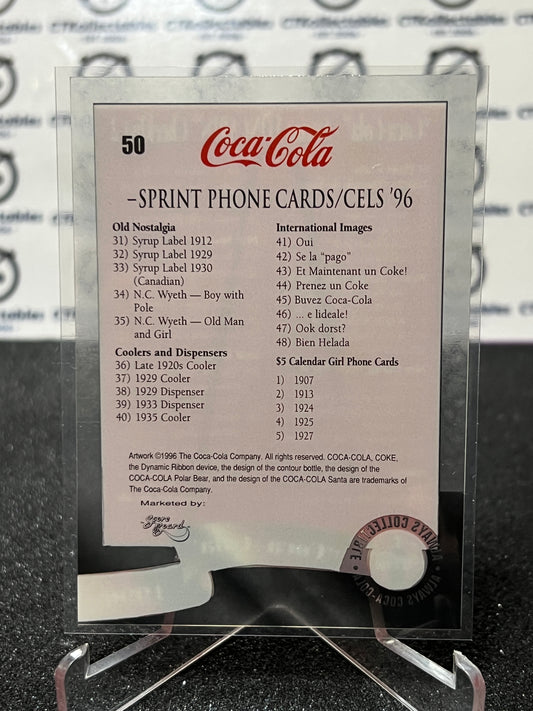 50
Coca-Cola
–SPRINT PHONE CARDS/CELS '96
Old Nostalgia
31) Syrup Label 1912
32) Syrup Label 1929
33) Syrup Label 1930
(Canadian)
34) N.C. Wyeth — Boy with
Pole
35) N.C. Wyeth — Old Man
and Girl
Coolers and Dispensers
36) Late 1920s Cooler
37) 1929 Cooler
38) 1929 Dispenser
39) 1933 Dispenser
40) 1935 Cooler
International Images
41) Oui
42) Se la "pago"
43) Et Maintenant un Coke!
44) Prenez un Coke
45) Buvez Coca-Cola
46) ... e lideale!
47) Ook dorst?
48) Bien Helada
$5 Calendar Girl Phone Cards
1) 1907
2) 1913
3) 1924
4) 1925
5) 1927
Artwork ©1996 The Coca-Cola Company. All rights reserved. COCA-COLA, COKE,
the Dynamic Ribbon device, the design of the contour bottle, the design of the
COCA-COLA Polar Bear, and the design of the COCA-COLA Santa are trademarks of
The Coca-Cola Company.
Marketed by:
Score Board
ALWAYS COLLECTIBLE • ALWAYS COCA-COLA •